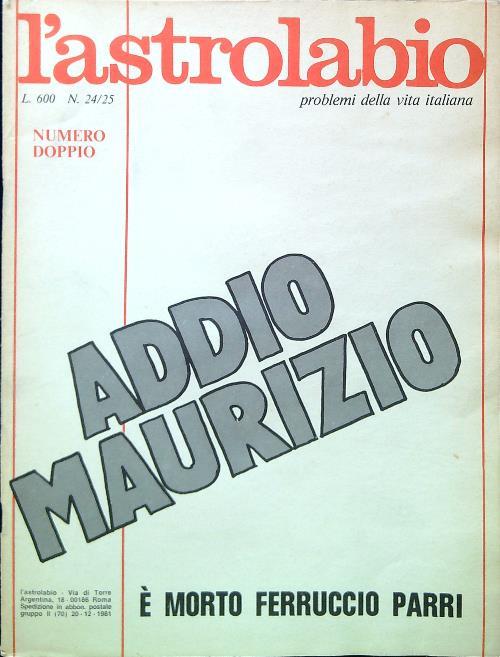 l'astrolabio
L. 600 N. 24/25
problemi della vita italiana
NUMERO
DOPPIO
ADDIO
MAURIZIO
l'astrolabio - Via di Torre
Argentina, 18 - 00186 Roma
Spedizione in abbon. postale
gruppo II (70) 20-12-1981
È MORTO FERRUCCIO PARRI